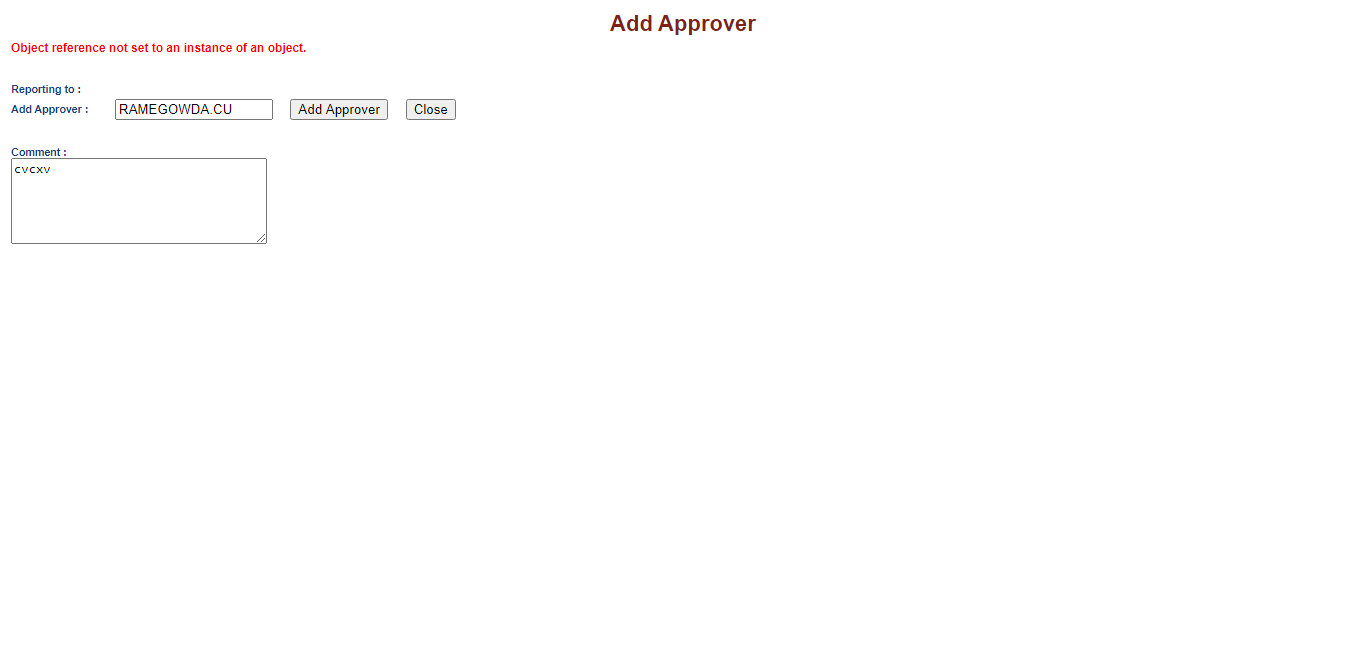 Add Approver
Object reference not set to an instance of an object.
Reporting to :
Add Approver : RAMEGOWDA.CU Add Approver Close
Comment :
cvcxv